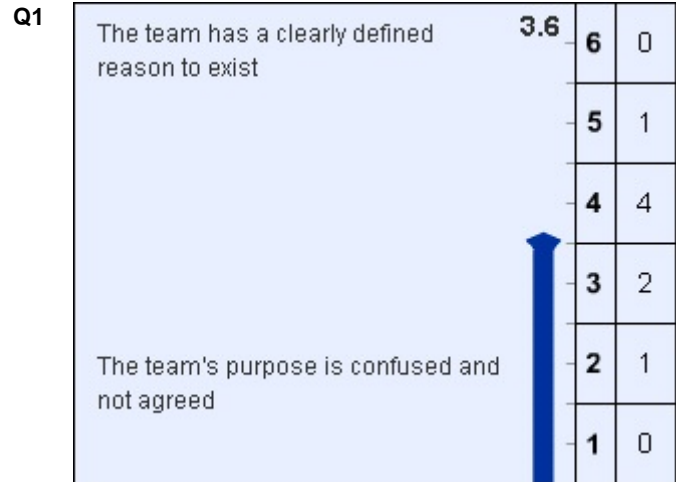 Q1
The team has a clearly defined
reason to exist
3.6
6 0
5 1
4 4
3 2
The team's purpose is confused and
not agreed
2 1
1 0